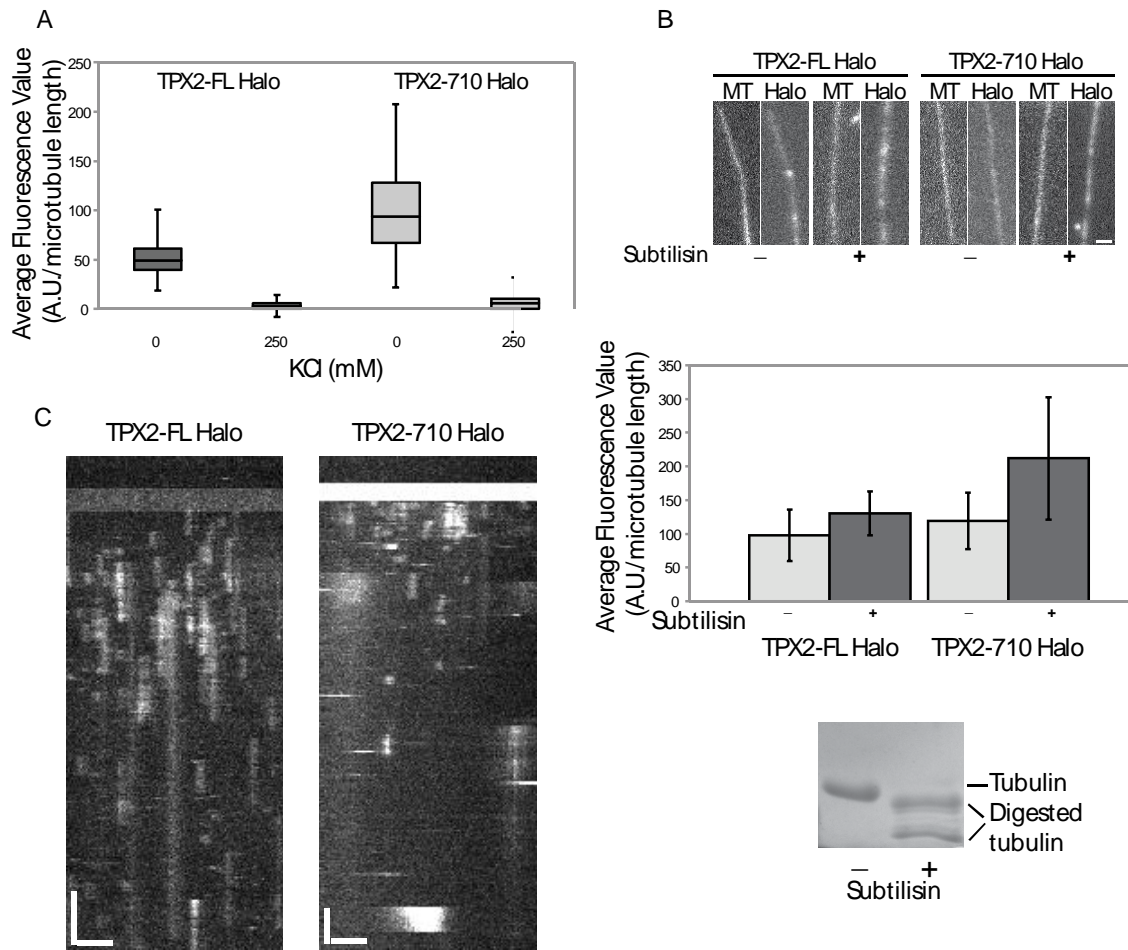 A
Average Fluorescence Value
(A.U./ microtubule length)
250
200
150
100
50
0
TPX2-FL Halo
TPX2-710 Halo
0
250
0
250
KCl (mM)
B
TPX2-FL Halo
TPX2-710 Halo
MT Halo MT Halo MT Halo MT Halo
Subtilisin
– + – +
Average Fluorescence Value
(A.U./ microtubule length)
350
300
250
200
150
100
50
0
Subtilisin
– + – +
TPX2-FL Halo
TPX2-710 Halo
Tubulin
Digested
tubulin
– +
Subtilisin
C
TPX2-FL Halo
TPX2-710 Halo